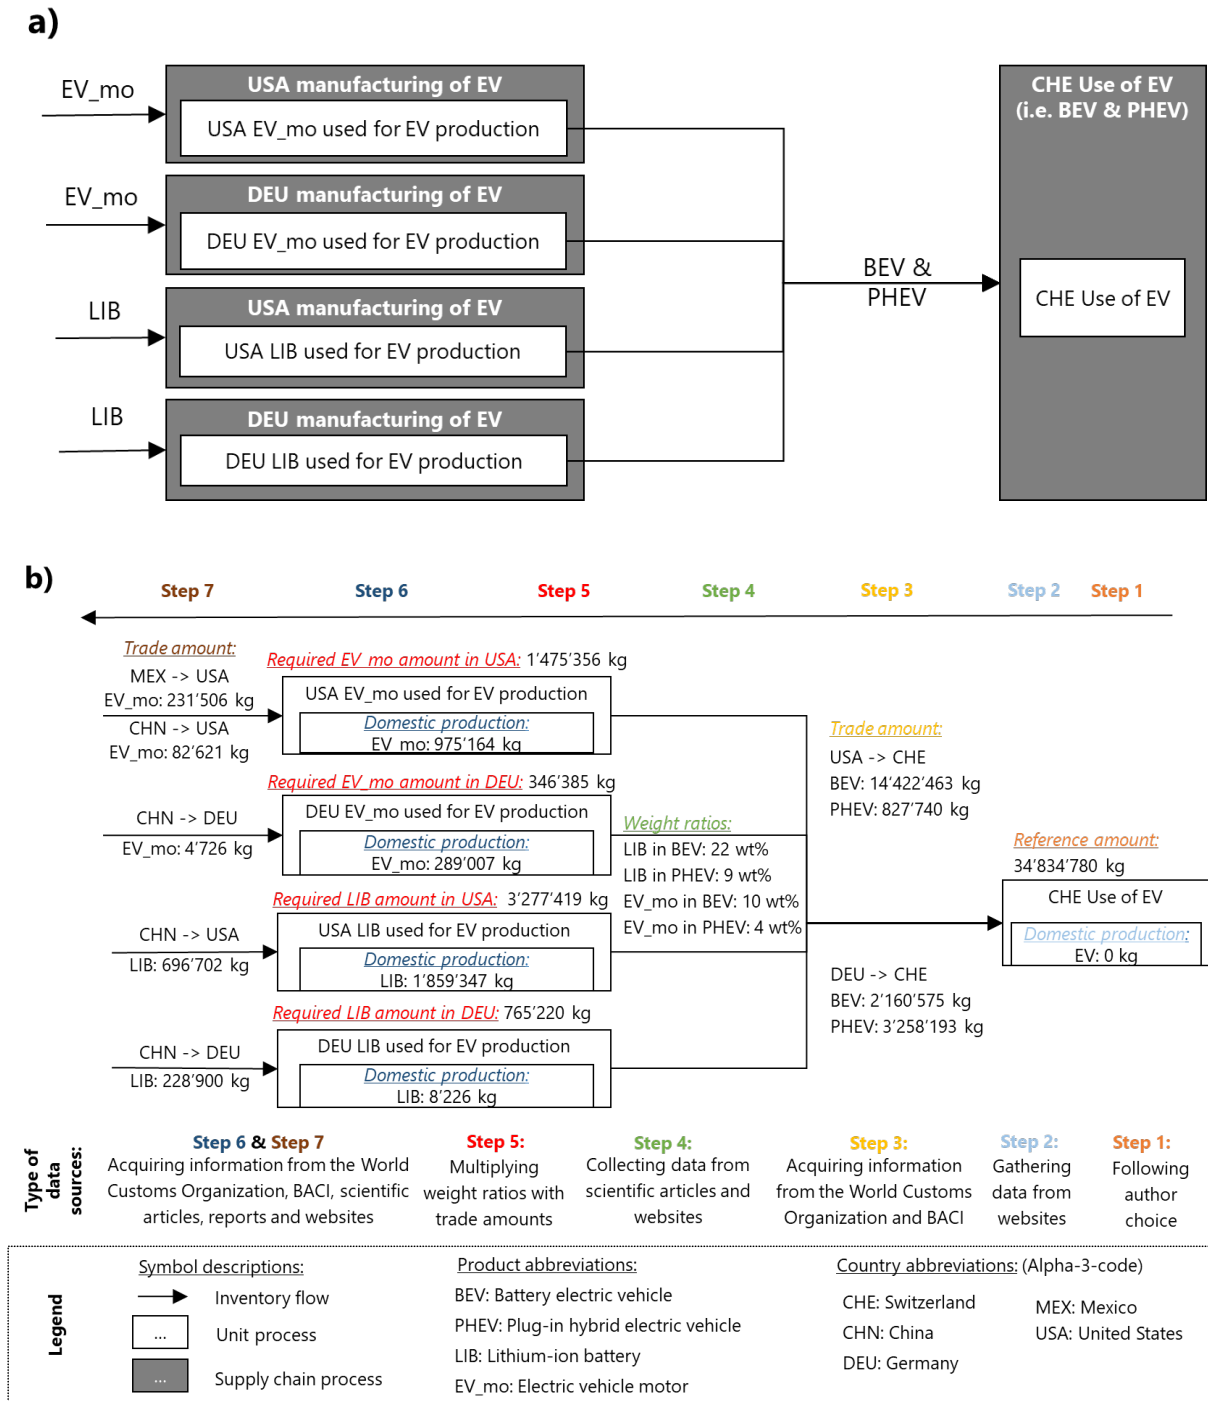 a)
EV_mo
USA manufacturing of EV
USA EV_mo used for EV production
EV_mo
DEU manufacturing of EV
DEU EV_mo used for EV production
LIB
USA manufacturing of EV
USA LIB used for EV production
LIB
DEU manufacturing of EV
DEU LIB used for EV production
BEV &
PHEV
CHE Use of EV
(i.e. BEV & PHEV)
CHE Use of EV
b)
Step 7
Step 6
Step 5
Step 4
Step 3
Step 2
Step 1
Trade amount:
MEX -> USA
EV_mo: 231'506 kg
CHN -> USA
EV_mo: 82'621 kg
Required EV_mo amount in USA: 1'475'356 kg
USA EV_mo used for EV production
Domestic production:
EV_mo: 975'164 kg
CHN -> DEU
EV_mo: 4'726 kg
Required EV_mo amount in DEU: 346'385 kg
DEU EV_mo used for EV production
Domestic production:
EV_mo: 289'007 kg
CHN -> USA
LIB: 696'702 kg
Required LIB amount in USA: 3'277'419 kg
USA LIB used for EV production
Domestic production:
LIB: 1'859'347 kg
CHN -> DEU
LIB: 228'900 kg
Required LIB amount in DEU: 765'220 kg
DEU LIB used for EV production
Domestic production:
LIB: 8'226 kg
Weight ratios:
LIB in BEV: 22 wt%
LIB in PHEV: 9 wt%
EV_mo in BEV: 10 wt%
EV_mo in PHEV: 4 wt%
Trade amount:
USA -> CHE
BEV: 14'422'463 kg
PHEV: 827'740 kg
DEU -> CHE
BEV: 2'160'575 kg
PHEV: 3'258'193 kg
Reference amount:
34'834'780 kg
CHE Use of EV
Domestic production:
EV: 0 kg
Type of
data
sources:
Step 6 & Step 7
Acquiring information from the World
Customs Organization, BACI, scientific
articles, reports and websites
Step 5:
Multiplying
weight ratios with
trade amounts
Step 4:
Collecting data from
scientific articles and
websites
Step 3:
Acquiring information
from the World Customs
Organization and BACI
Step 2:
Gathering
data from
websites
Step 1:
Following
author
choice
Legend
Symbol descriptions:
Inventory flow
... Unit process
... Supply chain process
Product abbreviations:
BEV: Battery electric vehicle
PHEV: Plug-in hybrid electric vehicle
LIB: Lithium-ion battery
EV_mo: Electric vehicle motor
Country abbreviations: (Alpha-3-code)
CHE: Switzerland
CHN: China
DEU: Germany
MEX: Mexico
USA: United States